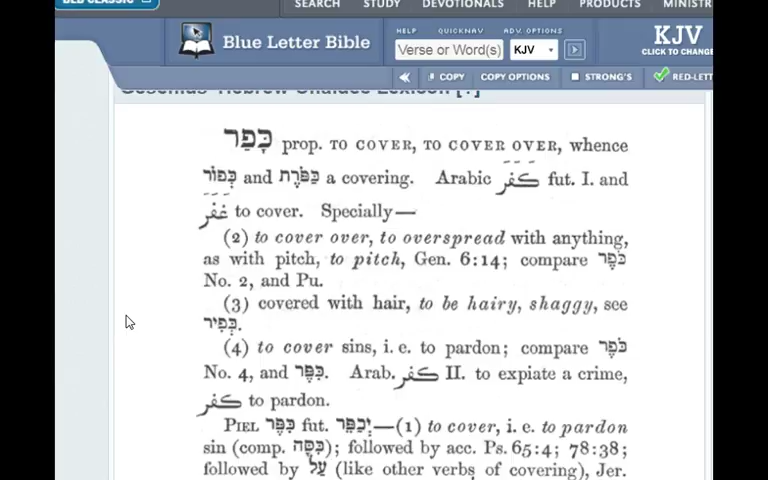 BLB CLASSIC
SEARCH STUDY DEVOTIONALS HELP PRODUCTS MINISTR
Blue Letter Bible
HELP QUICKNAV ADV. OPTIONS
Verse or Word(s) KJV
KJV
CLICK TO CHANGE
COPY COPY OPTIONS STRONG'S RED-LETT
Gesenius' Hebrew-Chaldee Lexicon [?]
כָּפַר prop. TO COVER, TO COVER OVER, whence
כְּפוֹר and כַּפֹּרֶת a covering. Arabic كَفَرَ fut. I. and
غَفَرَ to cover. Specially—
(2) to cover over, to overspread with anything,
as with pitch, to pitch, Gen. 6:14; compare כֹּפֶר
No. 2, and Pu.
(3) covered with hair, to be hairy, shaggy, see
כְּפִיר.
(4) to cover sins, i. e. to pardon; compare כֹּפֶר
No. 4, and כִּפֶּר. Arab. كفر II. to expiate a crime,
كفر to pardon.
PIEL כִּפֶּר fut. יְכַפֵּר—(1) to cover, i. e. to pardon
sin (comp. כִּסָּה); followed by acc. Ps. 65:4; 78:38;
followed by עַל (like other verbs of covering), Jer.